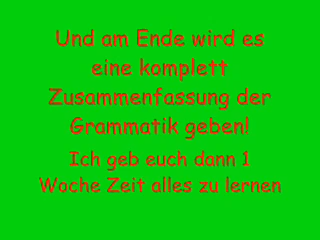 Und am Ende wird es
eine komplett
Zusammenfassung der
Grammatik geben!
Ich geb euch dann 1
Woche Zeit alles zu lernen